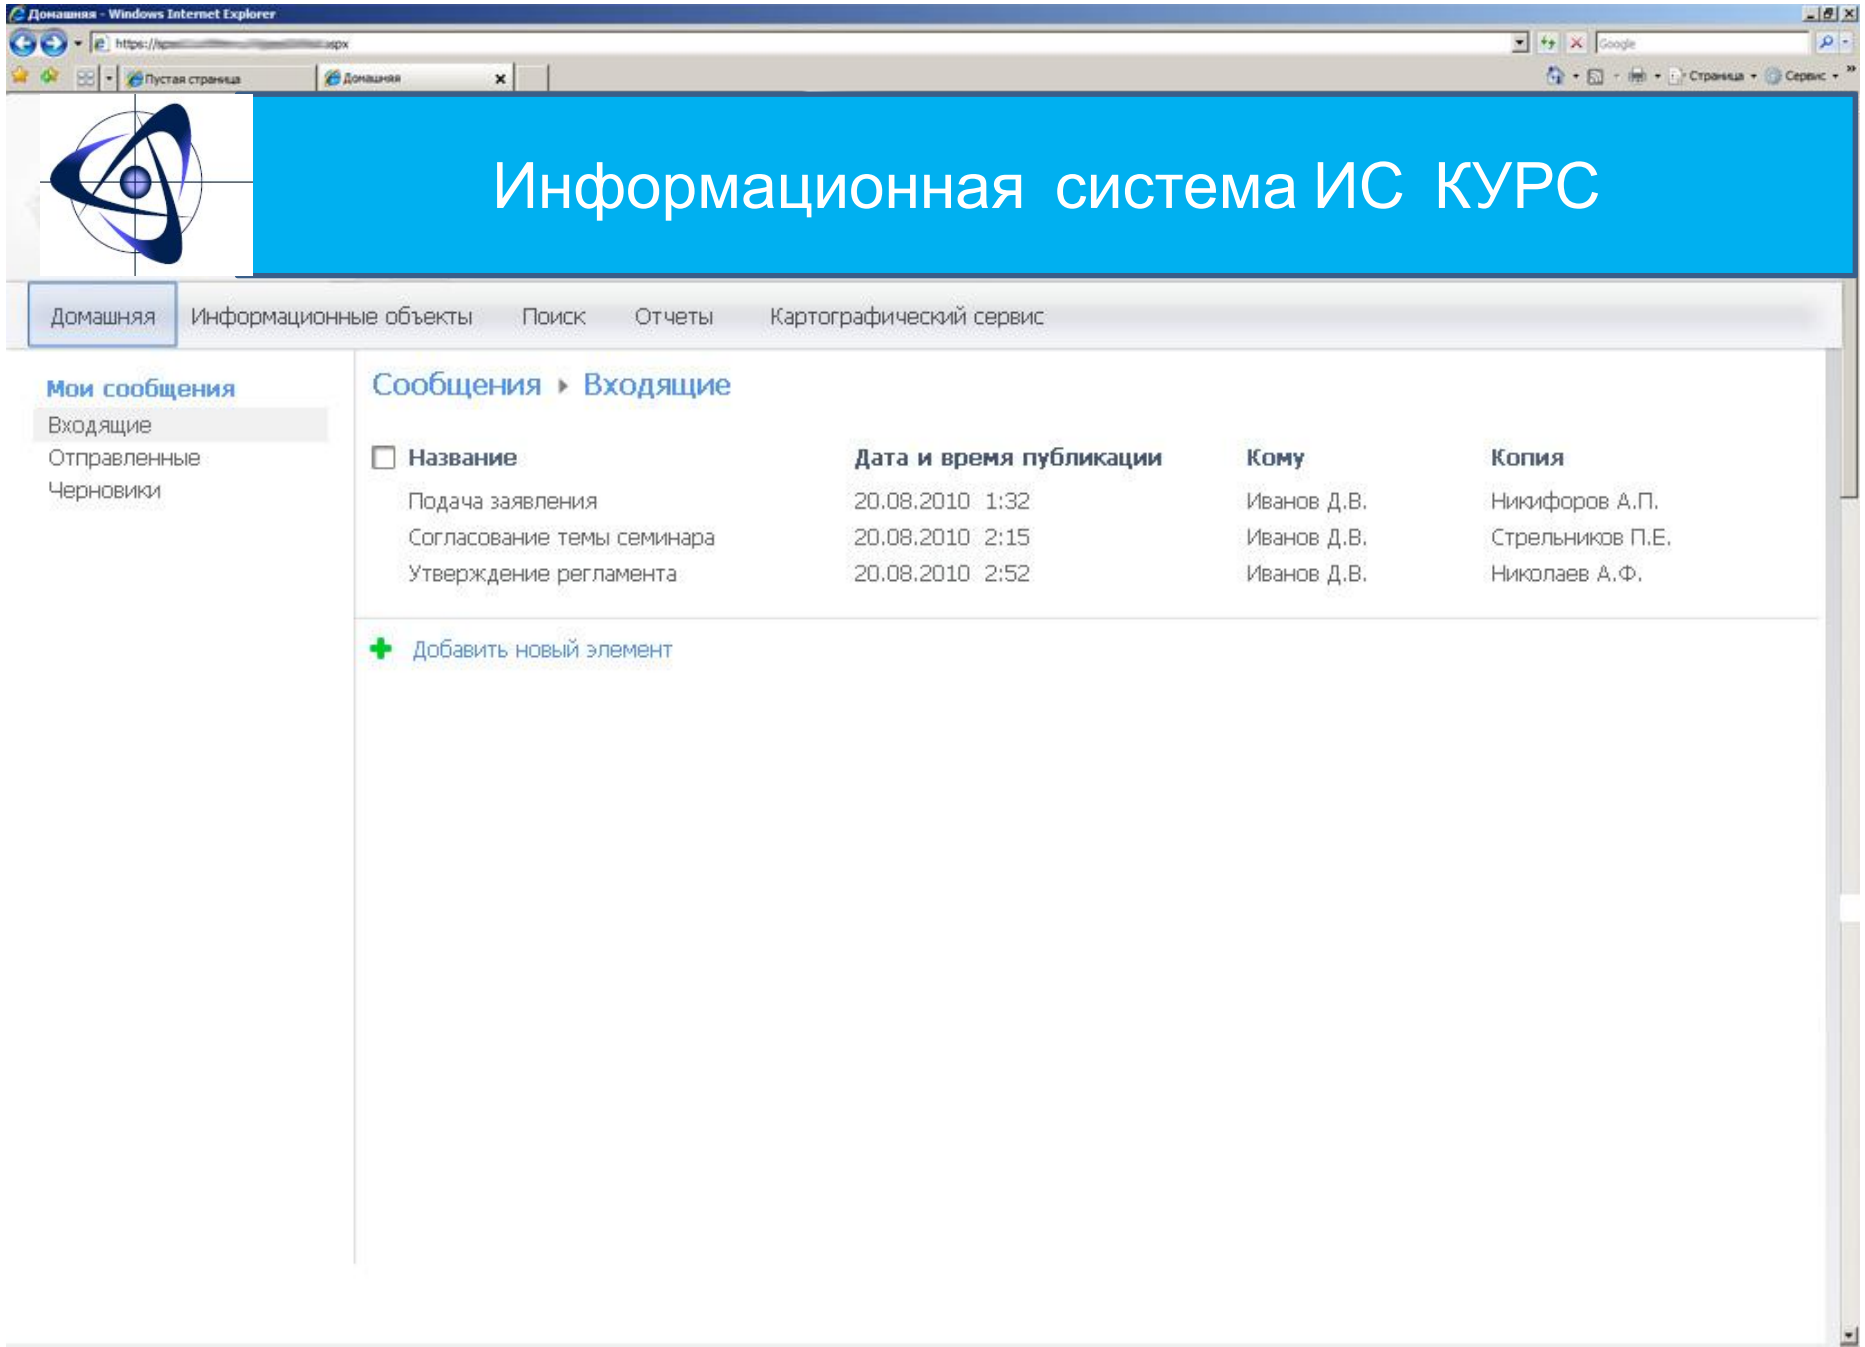 Домашняя - Windows Internet Explorer
https:// aspx
Google
Пустая страница
Домашняя
Страница
Сервис
Информационная система ИС КУРС
Домашняя Информационные объекты Поиск Отчеты Картографический сервис
Мои сообщения
Входящие
Отправленные
Черновики
Сообщения Входящие
Название Дата и время публикации Кому Копия
Подача заявления 20.08.2010 1:32 Иванов Д.В. Никифоров А.П.
Согласование темы семинара 20.08.2010 2:15 Иванов Д.В. Стрельников П.Е.
Утверждение регламента 20.08.2010 2:52 Иванов Д.В. Николаев А.Ф.
Добавить новый элемент